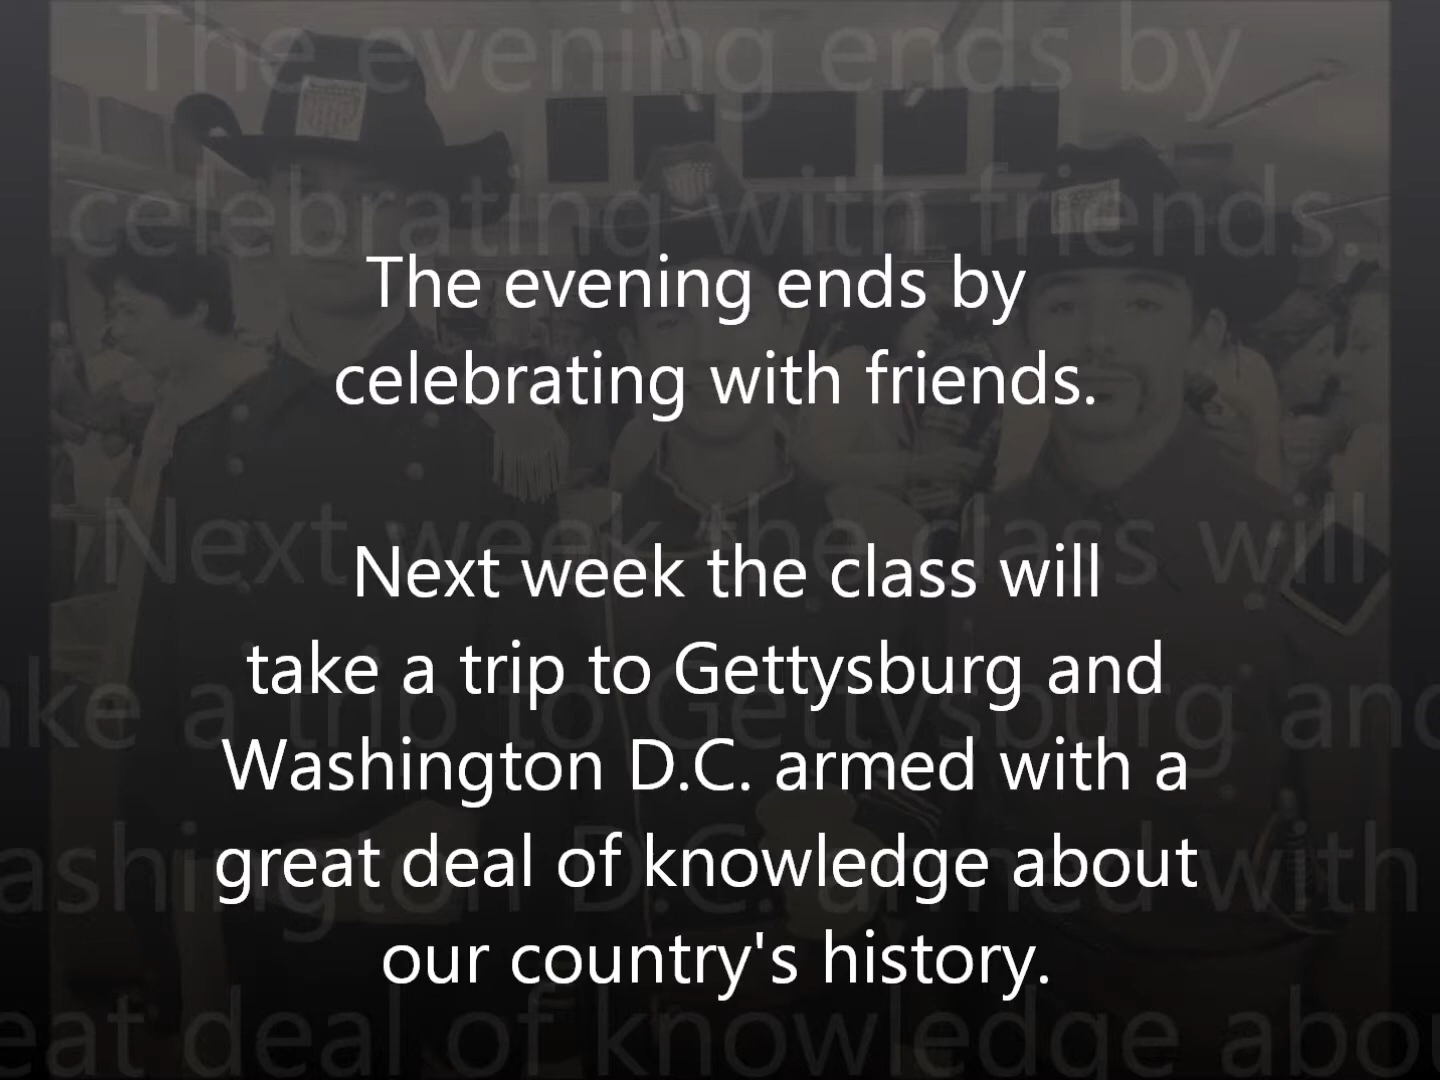 The evening ends by
celebrating with friends.
Next week the class will
take a trip to Gettysburg and
Washington D.C. armed with a
great deal of knowledge about
our country's history.